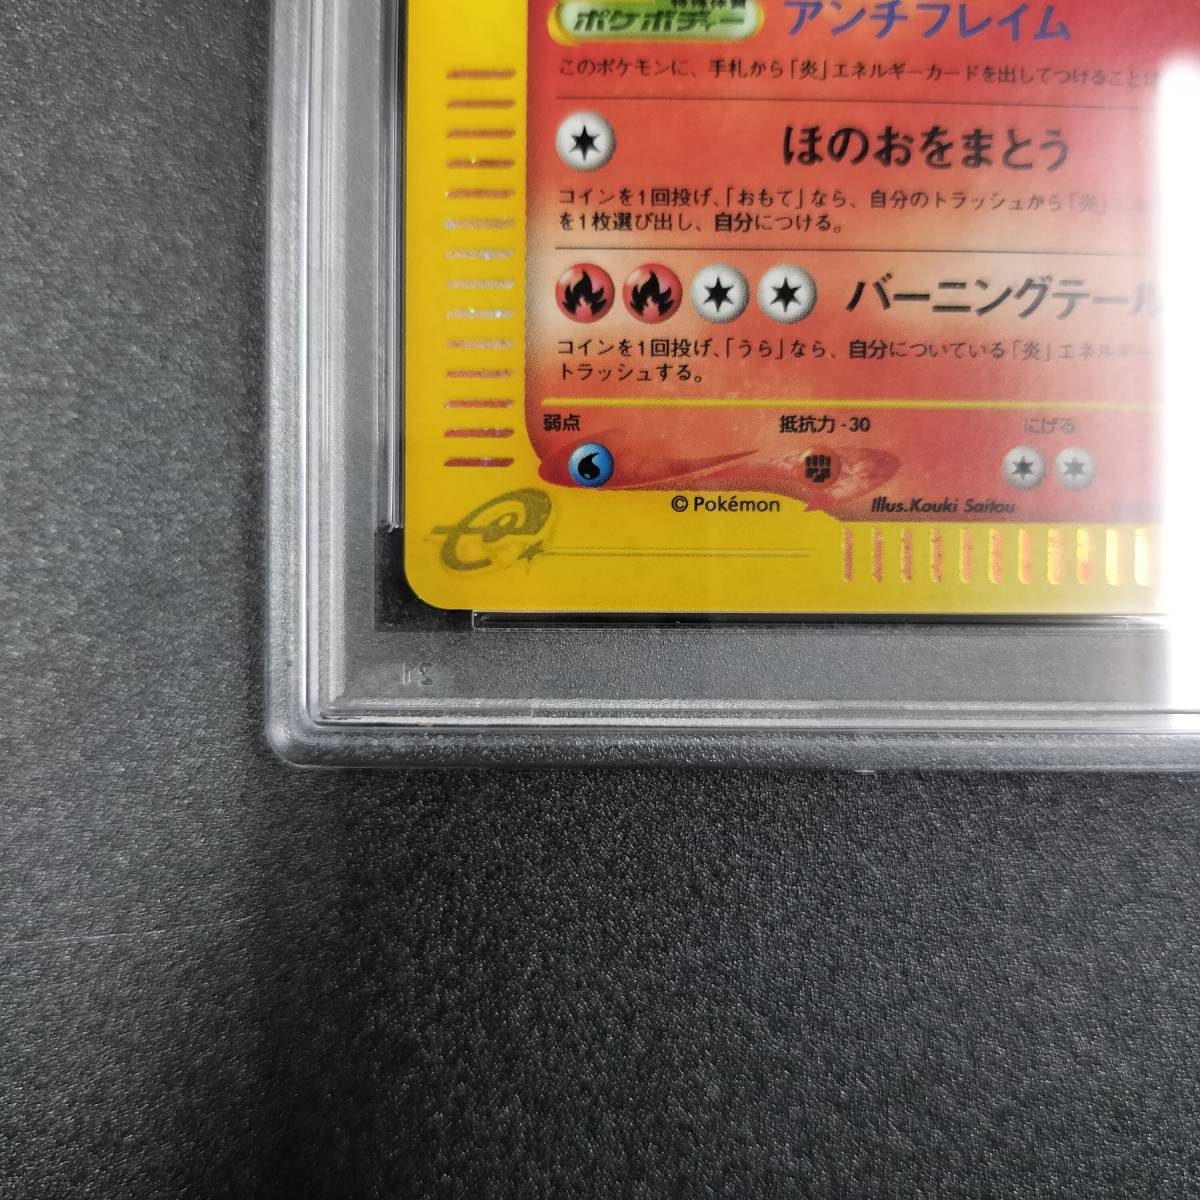 特殊体質
ポケボディー アンチフレイム
このポケモンに、手札から「炎」エネルギーカードを出してつけることは
ほのおをまとう
コインを1回投げ、「おもて」なら、自分のトラッシュから「炎」エネ
を1枚選び出し、自分につける。
バーニングテール
コインを1回投げ、「うら」なら、自分についている「炎」エネルギー
トラッシュする。
弱点 抵抗力-30 にげる
© Pokémon Illus.Kouki Saitou
e